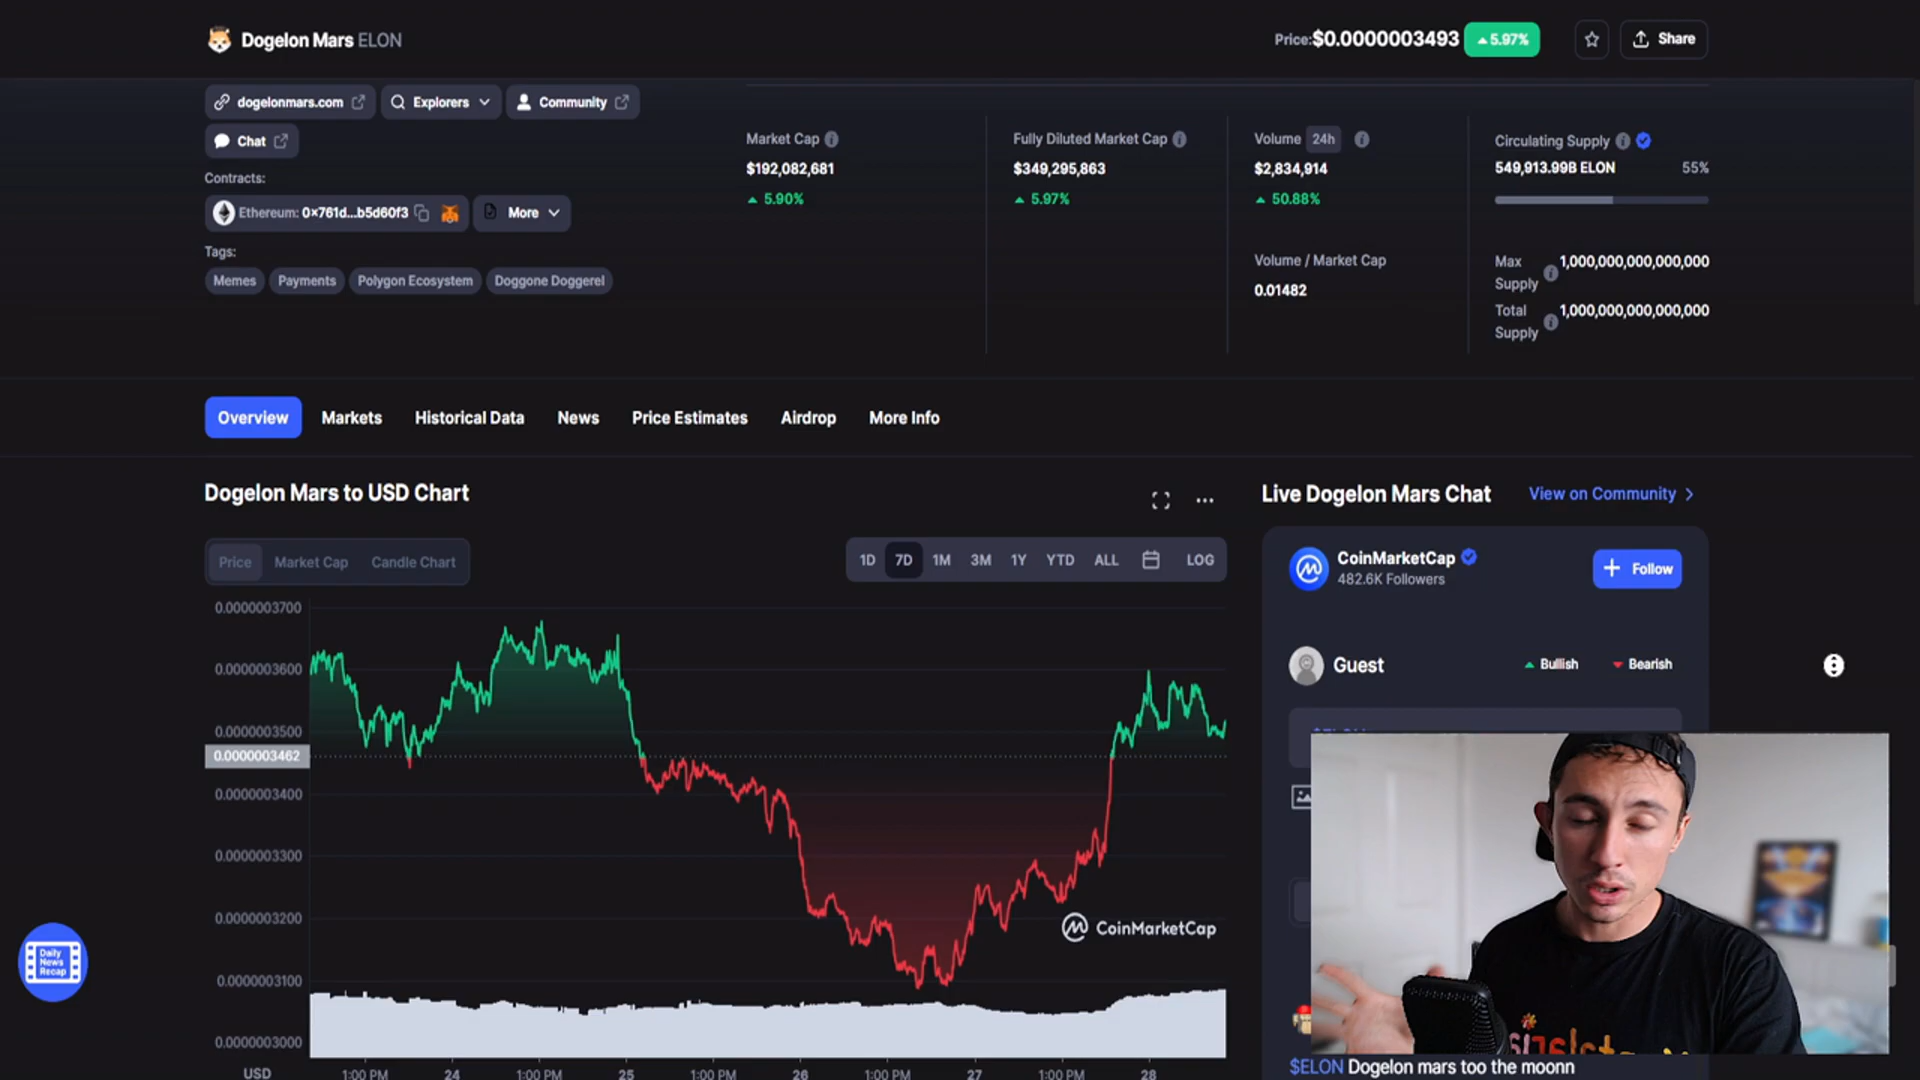 Dogelon Mars ELON
Price:$0.0000003493 5.97%
Share
dogelonmars.com Explorers Community
Chat
Contracts:
Ethereum: 0x761d...b5d60f3 More
Tags:
Memes Payments Polygon Ecosystem Doggone Doggerel
Market Cap
$192,082,681
5.90%
Fully Diluted Market Cap
$349,295,863
5.97%
Volume 24h
$2,834,914
50.88%
Volume / Market Cap
0.01482
Circulating Supply
549,913.99B ELON 55%
Max Supply 1,000,000,000,000,000
Total Supply 1,000,000,000,000,000
Overview Markets Historical Data News Price Estimates Airdrop More Info
Dogelon Mars to USD Chart
Price Market Cap Candle Chart
1D 7D 1M 3M 1Y YTD ALL LOG
0.0000003700
0.0000003600
0.0000003500
0.0000003462
0.0000003400
0.0000003300
0.0000003200
0.0000003100
0.0000003000
CoinMarketCap
USD 1:00 PM 24 1:00 PM 25 1:00 PM 26 1:00 PM 27 1:00 PM 28
Daily
News
Recap
Live Dogelon Mars Chat View on Community
CoinMarketCap
482.6K Followers
Follow
Guest Bullish Bearish
$ELON Dogelon mars too the moonn